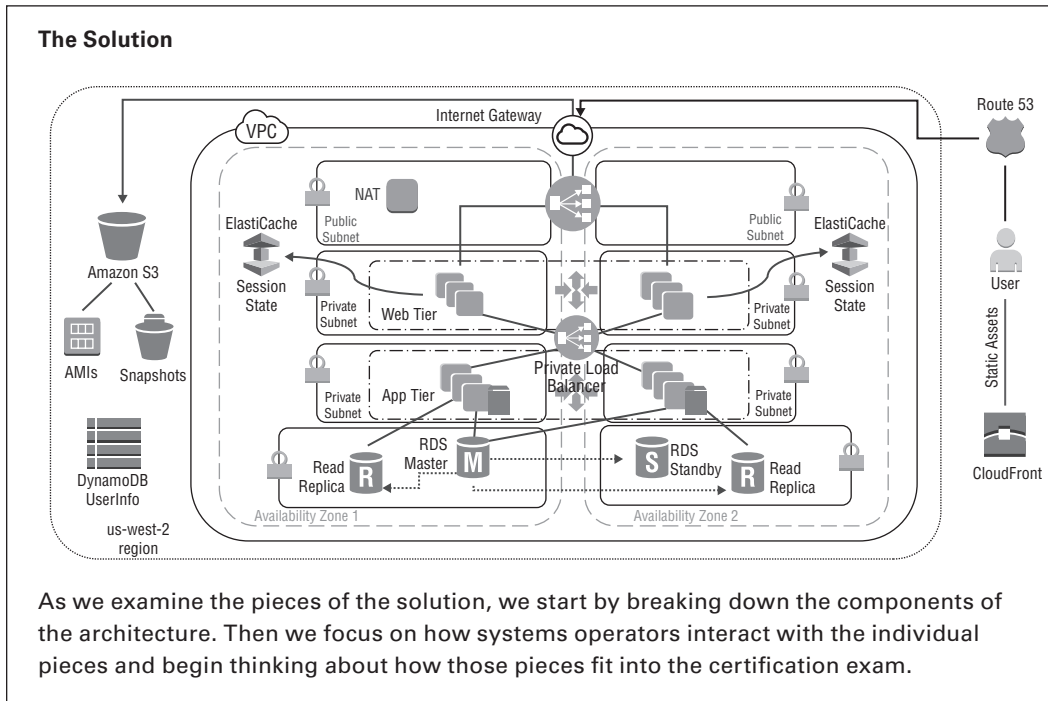 The Solution
Route 53
Internet Gateway
VPC
NAT
Public
Subnet
Public
Subnet
ElastiCache
Session
State
ElastiCache
Session
State
Amazon S3
User
Private
Subnet
Web Tier
Private
Subnet
AMIs
Snapshots
Static Assets
Private Load
Balancer
Private
Subnet
App Tier
Private
Subnet
DynamoDB
UserInfo
Read
Replica
R
RDS
Master
M
S
RDS
Standby
R
Read
Replica
CloudFront
Availability Zone 1
Availability Zone 2
us-west-2
region
As we examine the pieces of the solution, we start by breaking down the components of
the architecture. Then we focus on how systems operators interact with the individual
pieces and begin thinking about how those pieces fit into the certification exam.